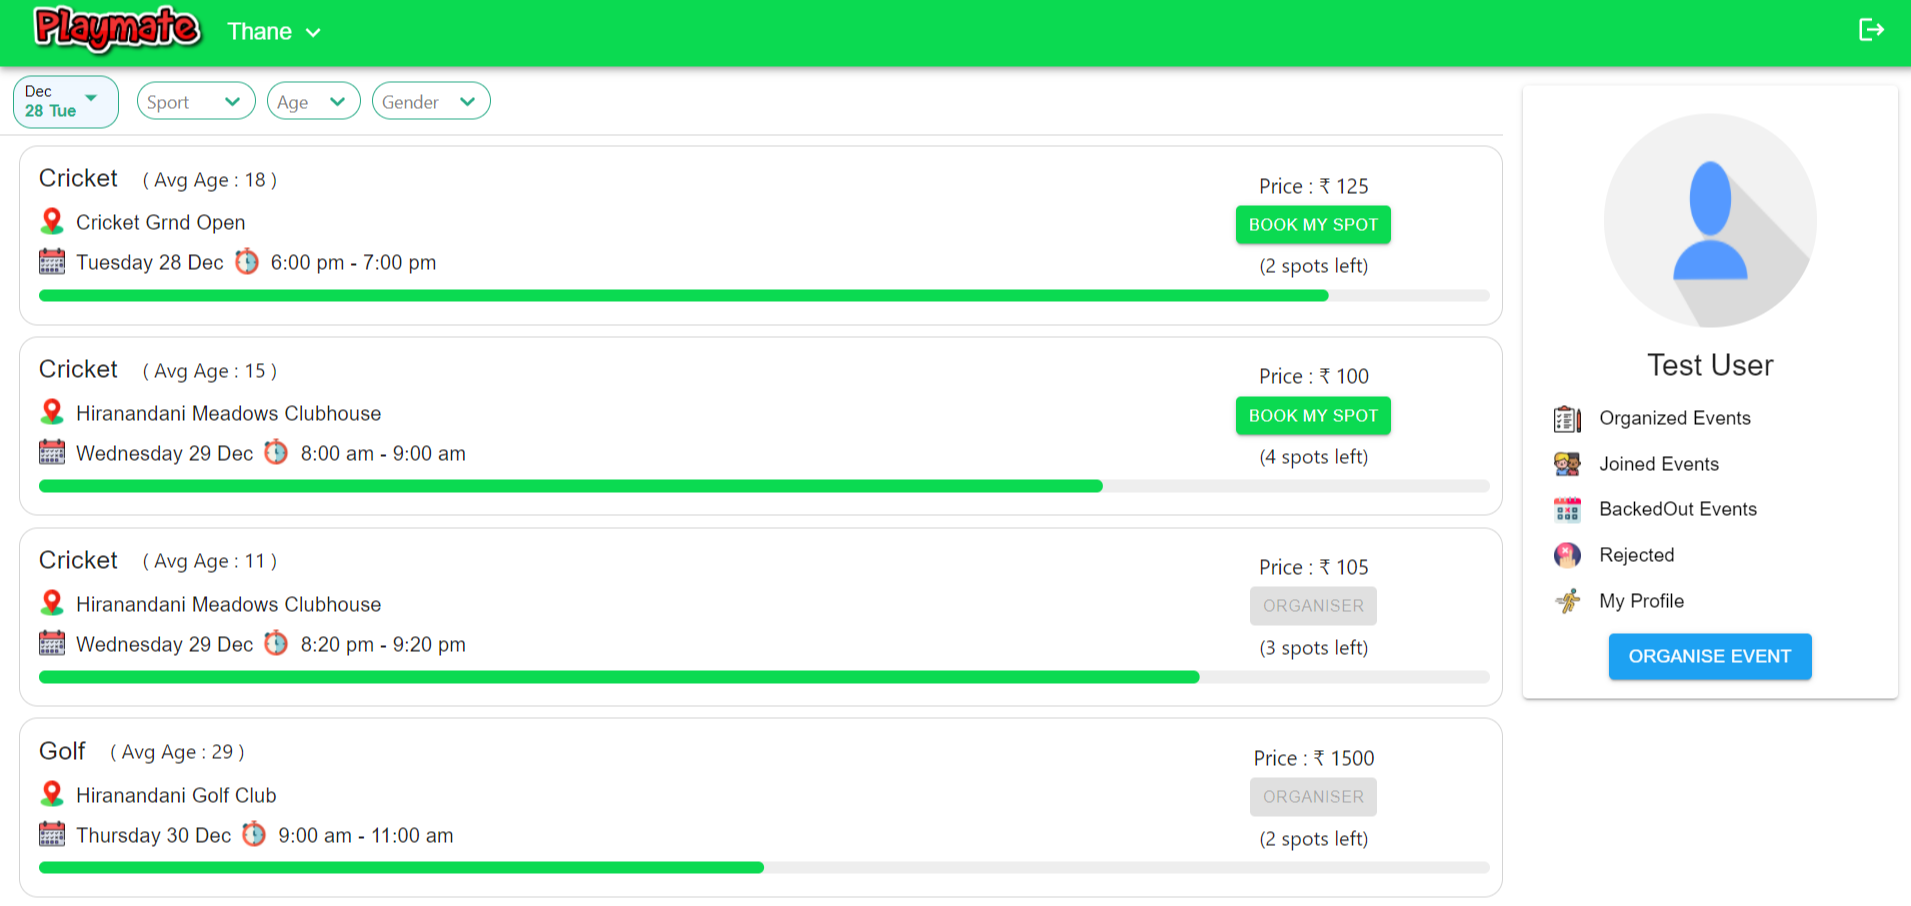 Playmate Thane
Dec
28 Tue
Sport Age Gender
Cricket ( Avg Age : 18 )
Cricket Grnd Open
Tuesday 28 Dec 6:00 pm - 7:00 pm
Price : ₹ 125
BOOK MY SPOT
(2 spots left)
Cricket ( Avg Age : 15 )
Hiranandani Meadows Clubhouse
Wednesday 29 Dec 8:00 am - 9:00 am
Price : ₹ 100
BOOK MY SPOT
(4 spots left)
Cricket ( Avg Age : 11 )
Hiranandani Meadows Clubhouse
Wednesday 29 Dec 8:20 pm - 9:20 pm
Price : ₹ 105
ORGANISER
(3 spots left)
Golf ( Avg Age : 29 )
Hiranandani Golf Club
Thursday 30 Dec 9:00 am - 11:00 am
Price : ₹ 1500
ORGANISER
(2 spots left)
Test User
Organized Events
Joined Events
BackedOut Events
Rejected
My Profile
ORGANISE EVENT